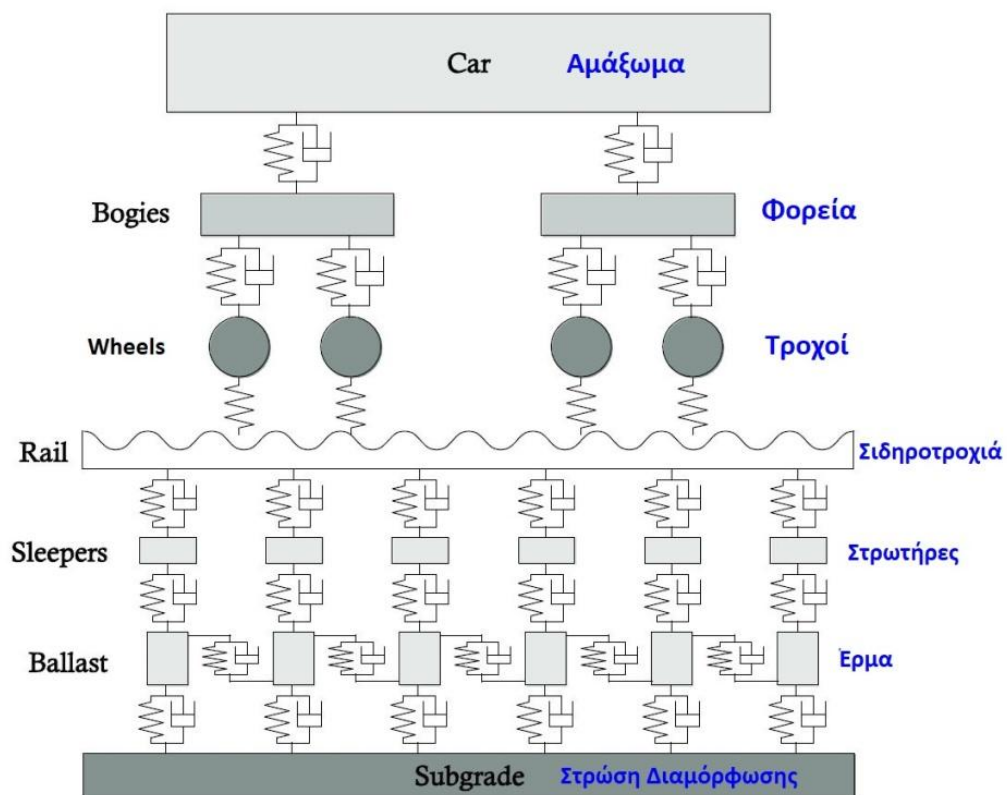 Car Αμάξωμα
Bogies Φορεία
Wheels Τροχοί
Rail Σιδηροτροχιά
Sleepers Στρωτήρες
Ballast Έρμα
Subgrade Στρώση Διαμόρφωσης